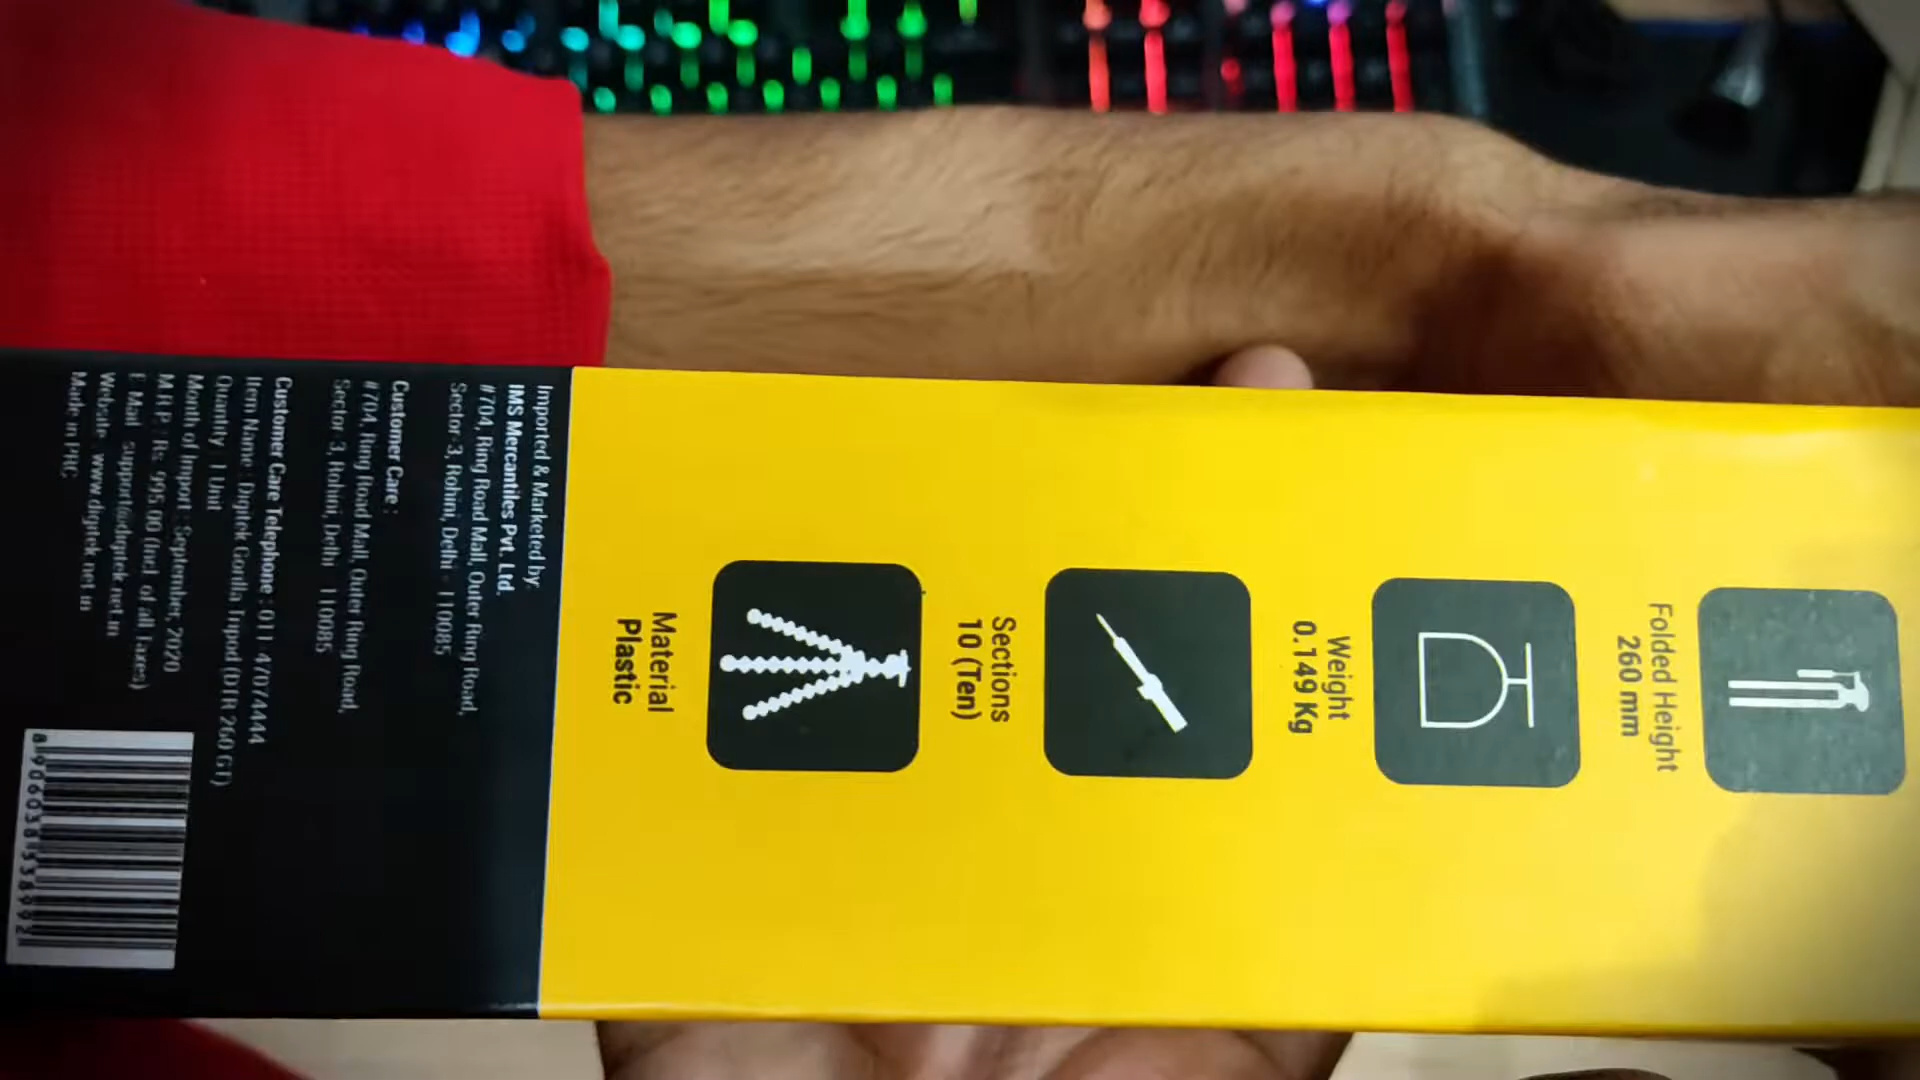 Folded Height
260 mm
Weight
0.149 Kg
Sections
10 (Ten)
Material
Plastic
Imported & Marketed by:
IMS Mercantiles Pvt. Ltd.
#704, Ring Road Mall, Outer Ring Road,
Sector-3, Rohini, Delhi - 110085
Customer Care :
#704, Ring Road Mall, Outer Ring Road,
Sector-3, Rohini, Delhi - 110085
Customer Care Telephone : 011-47074444
Item Name : Digitek Gorilla Tripod (DTR 260 GT)
Quantity : 1 Unit
Month of Import : September, 2020
M.R.P. : Rs. 995.00 (Incl. of all Taxes)
E-Mail : support@digitek.net.in
Website : www.digitek.net.in
Made in PRC